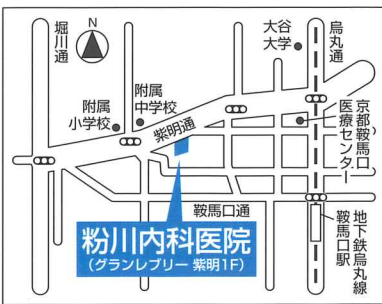 N
堀川通
大谷
大学
烏丸通
附属
中学校
附属
小学校
紫明通
京都鞍馬口
医療センター
鞍馬口通
粉川内科医院
(グランレブリー 紫明1F)
地下鉄烏丸線
鞍馬口駅